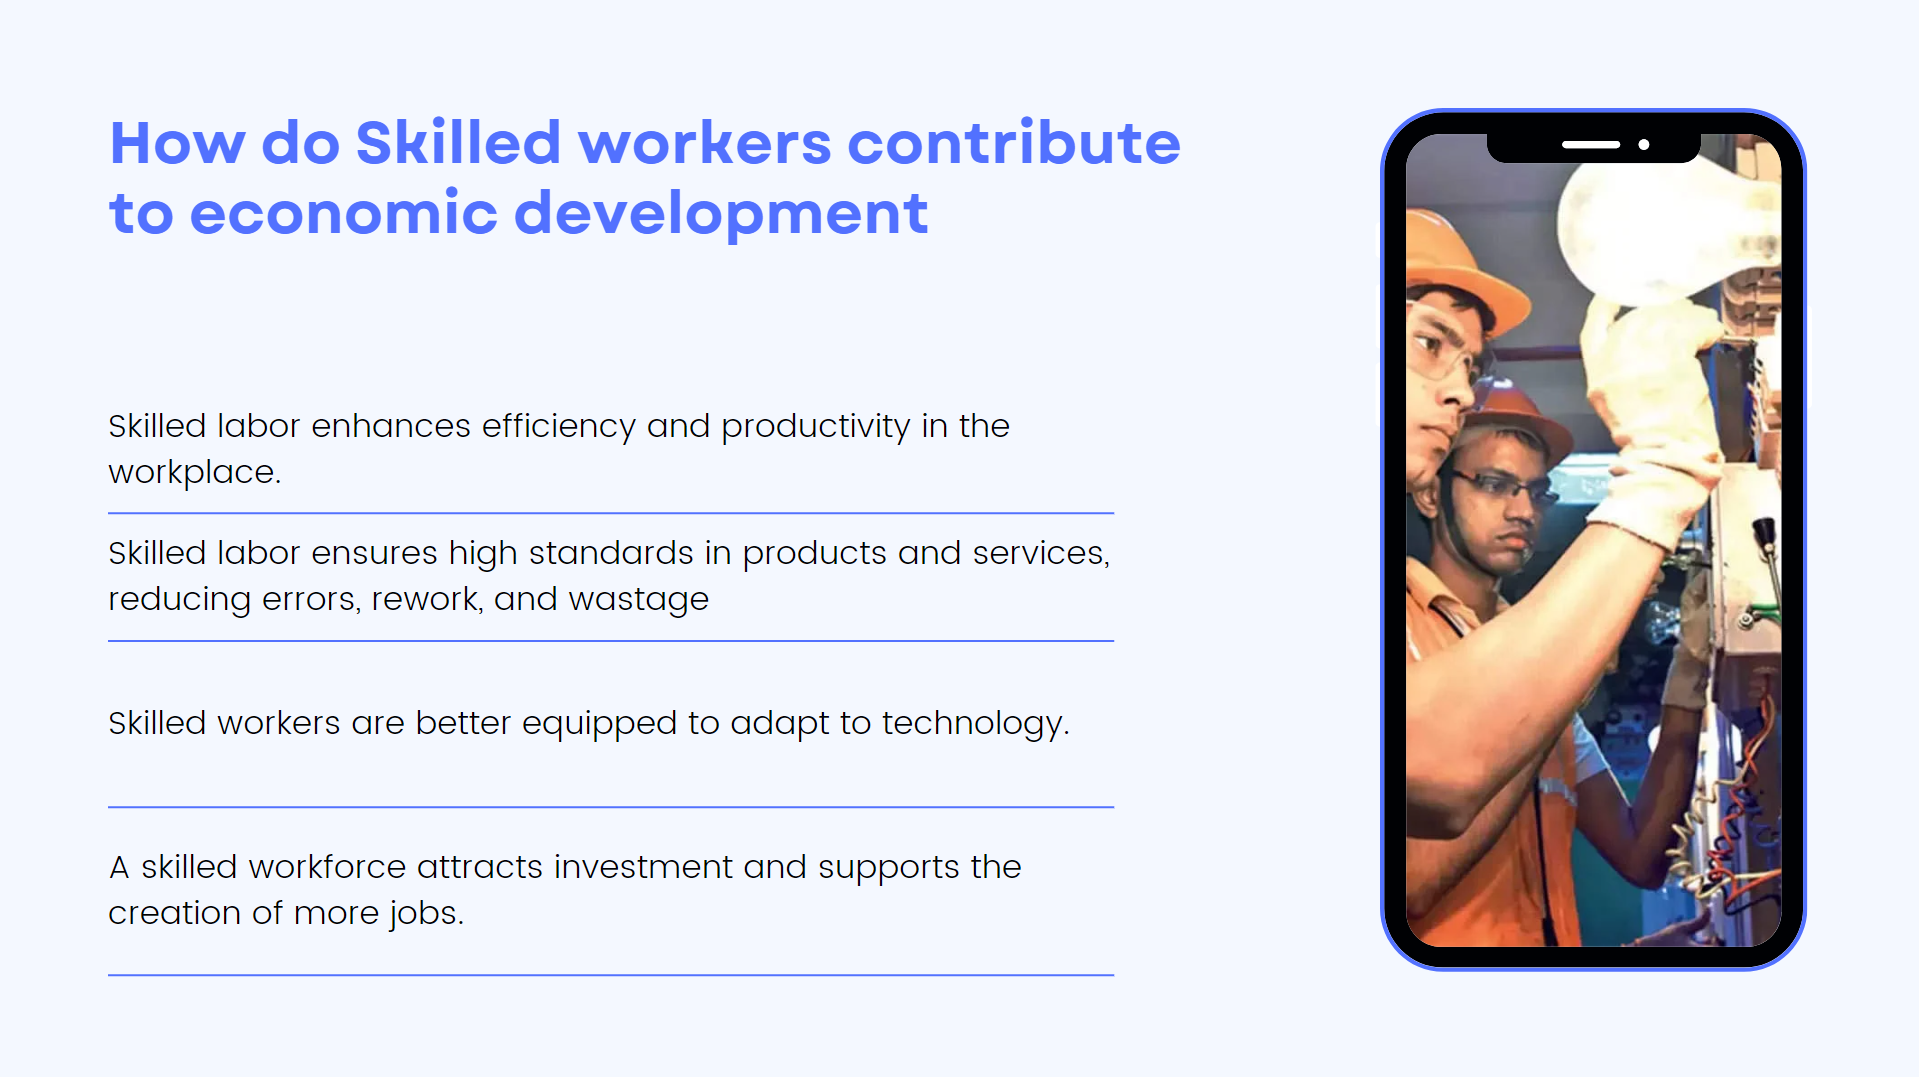 How do Skilled workers contribute
to economic development
Skilled labor enhances efficiency and productivity in the
workplace.
Skilled labor ensures high standards in products and services,
reducing errors, rework, and wastage
Skilled workers are better equipped to adapt to technology.
A skilled workforce attracts investment and supports the
creation of more jobs.